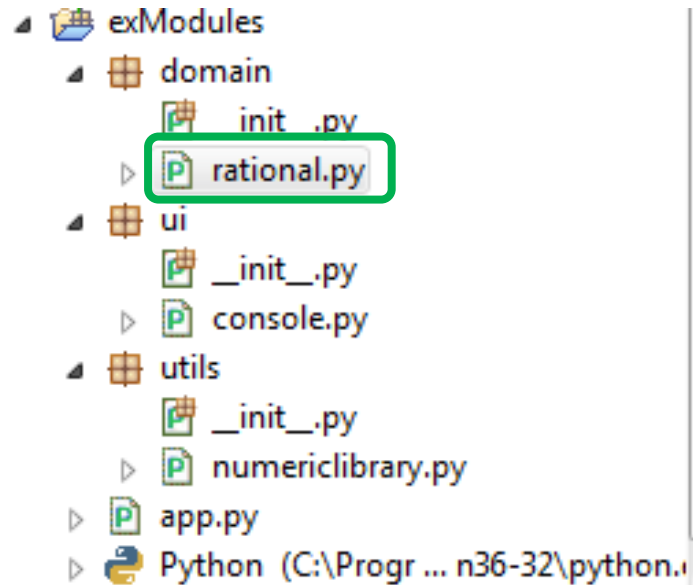 exModules
domain
__init__.py
rational.py
ui
__init__.py
console.py
utils
__init__.py
numericlibrary.py
app.py
Python (C:\Progr ... n36-32\python.